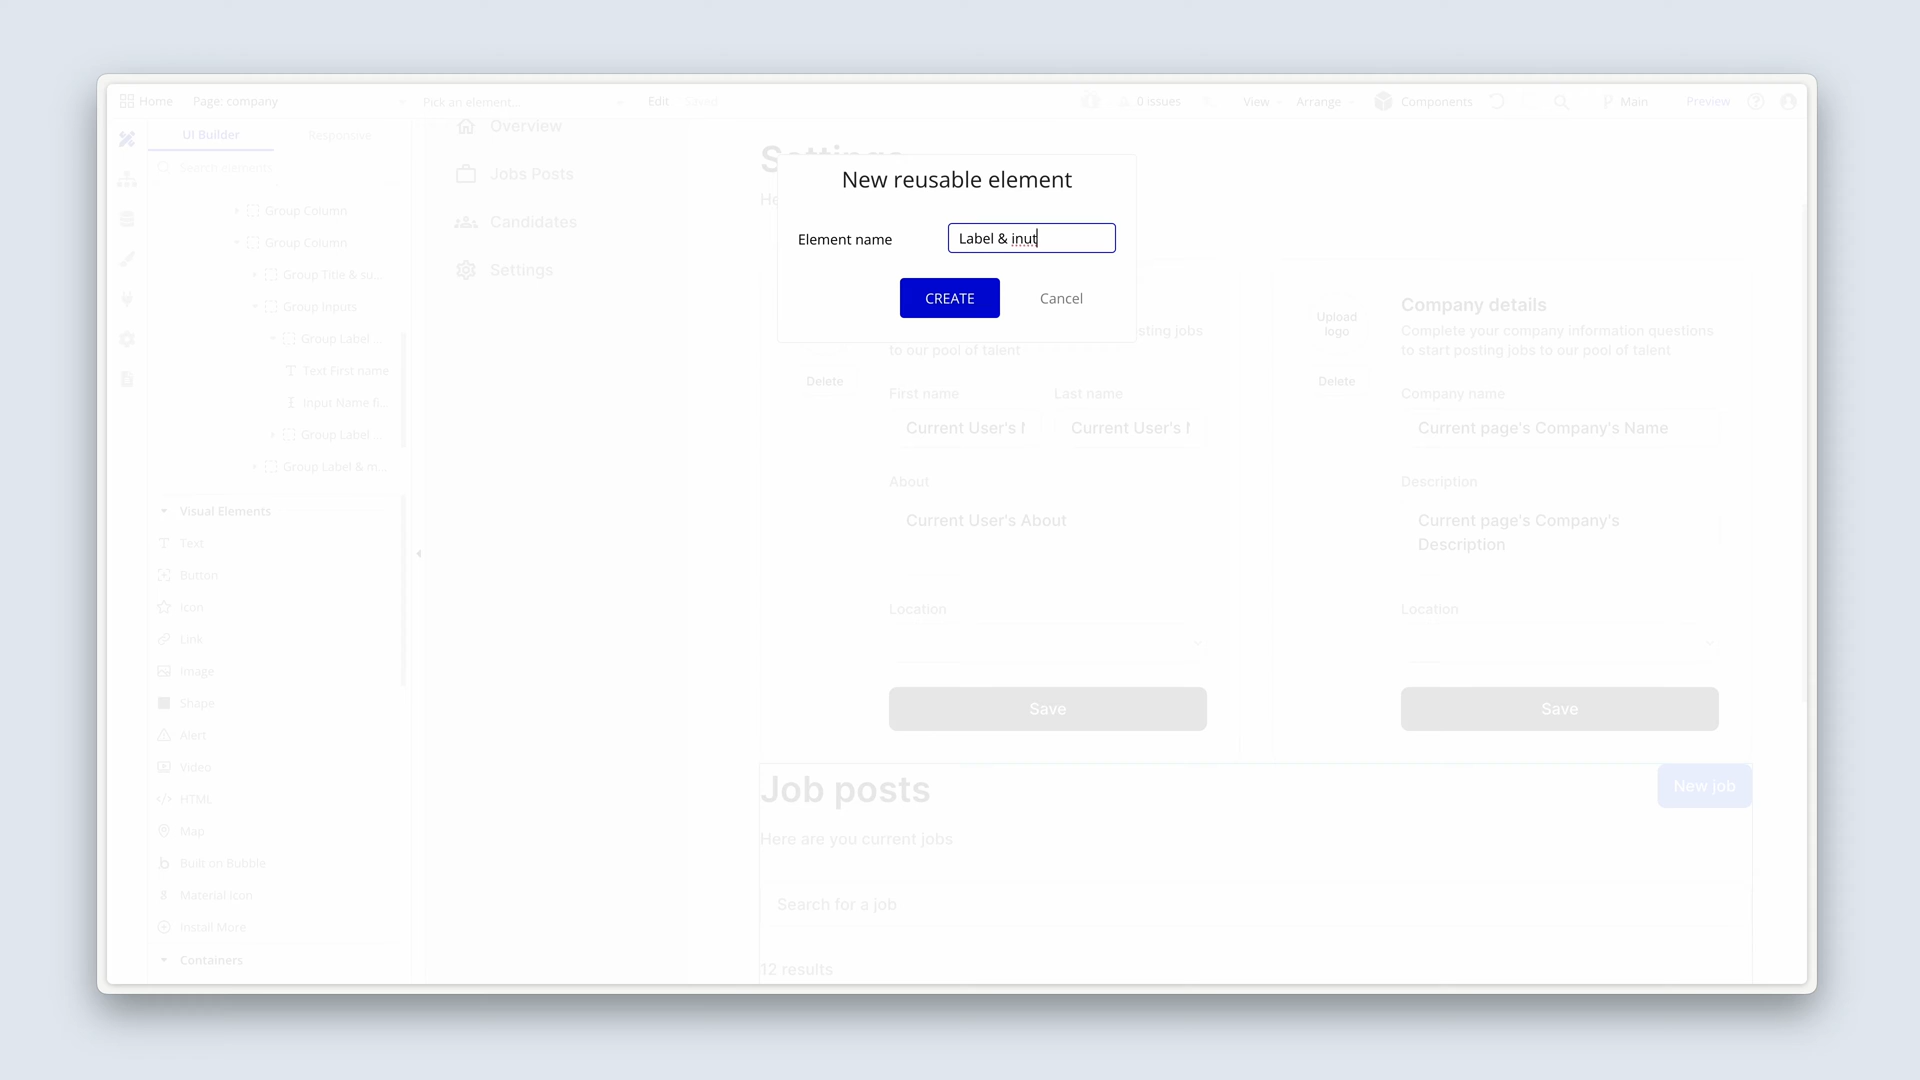 Home Page: company Pick an element... Edit Saved 0 issues View Arrange Components Main Preview
UI Builder Responsive
Search elements
Group Column
Group Column
Group Title & su...
Group Inputs
Group Label ...
Text First name
Input Name fi...
Group Label ...
Group Label & m...
Visual Elements
Text
Button
Icon
Link
Image
Shape
Alert
Video
HTML
Map
Built on Bubble
Material Icon
Install More
Containers
Overview
Jobs Posts
Candidates
Settings
Settings
He
New reusable element
Element name Label & inut
CREATE Cancel
sting jobs
to our pool of talent
Delete
First name Last name
Current User's N Current User's N
About
Current User's About
Location
Save
Upload
logo
Delete
Company details
Complete your company information questions
to start posting jobs to our pool of talent
Company name
Current page's Company's Name
Description
Current page's Company's
Description
Location
Save
Job posts New job
Here are you current jobs
Search for a job
12 results